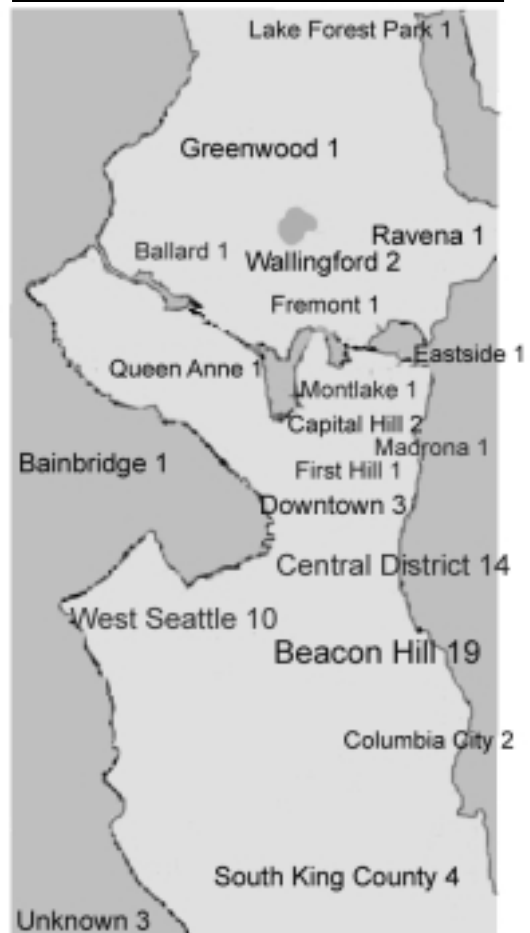 Lake Forest Park 1
Greenwood 1
Ravena 1
Ballard 1
Wallingford 2
Fremont 1
Eastside 1
Queen Anne 1
Montlake 1
Capital Hill 2
Madrona 1
Bainbridge 1
First Hill 1
Downtown 3
Central District 14
West Seattle 10
Beacon Hill 19
Columbia City 2
South King County 4
Unknown 3